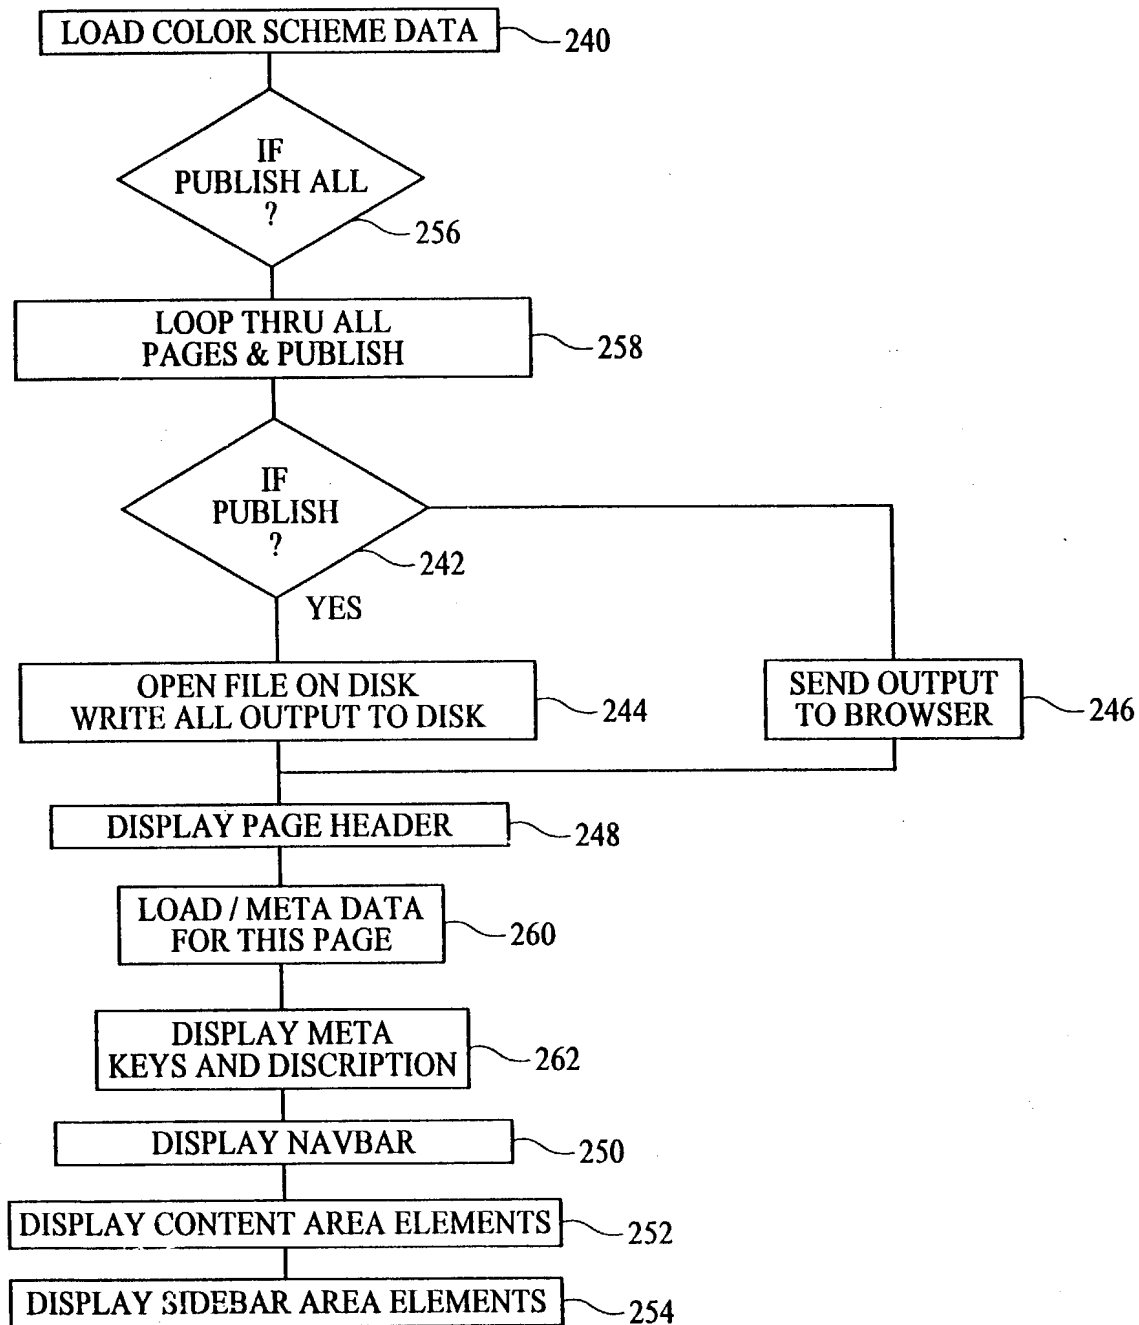 LOAD COLOR SCHEME DATA
240
IF
PUBLISH ALL
?
256
LOOP THRU ALL
PAGES & PUBLISH
258
IF
PUBLISH
?
242
YES
OPEN FILE ON DISK
WRITE ALL OUTPUT TO DISK
244
SEND OUTPUT
TO BROWSER
246
DISPLAY PAGE HEADER
248
LOAD / META DATA
FOR THIS PAGE
260
DISPLAY META
KEYS AND DISCRIPTION
262
DISPLAY NAVBAR
250
DISPLAY CONTENT AREA ELEMENTS
252
DISPLAY SIDEBAR AREA ELEMENTS
254